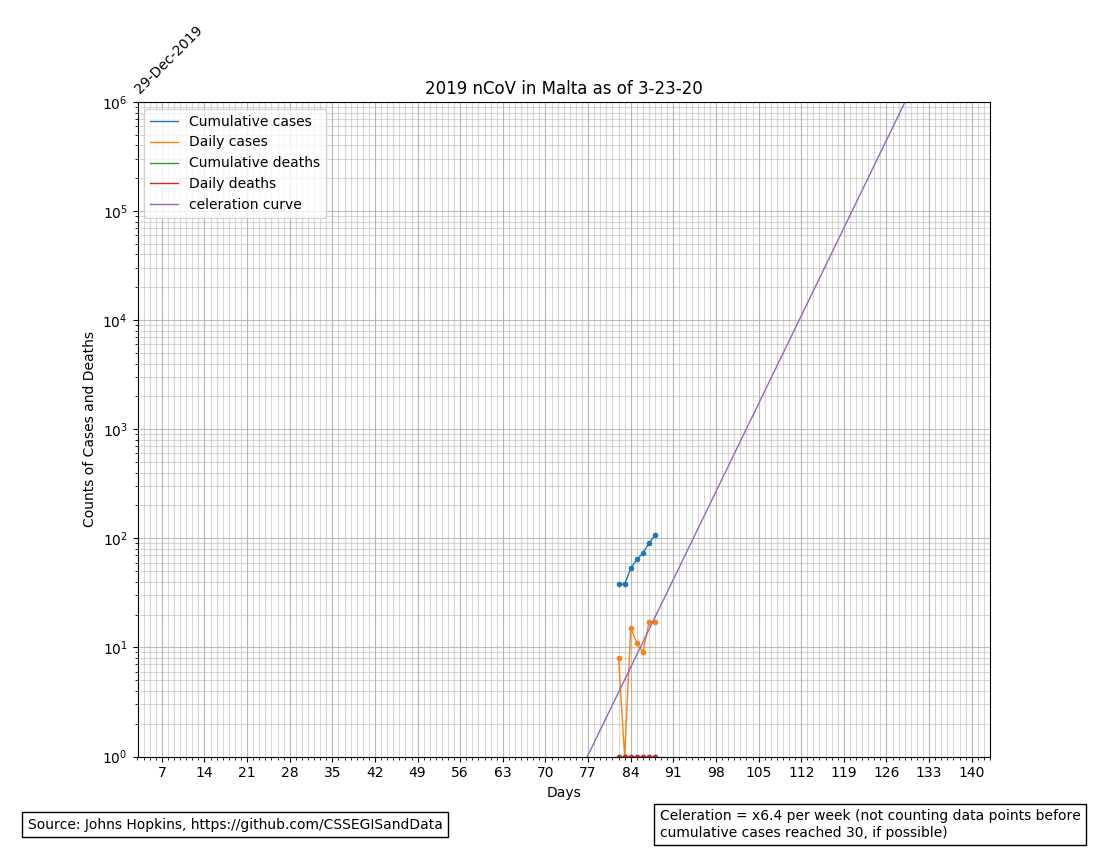 29-Dec-2019
2019 nCoV in Malta as of 3-23-20
Cumulative cases
Daily cases
Cumulative deaths
Daily deaths
celeration curve
Counts of Cases and Deaths
10^6
10^5
10^4
10^3
10^2
10^1
10^0
7 14 21 28 35 42 49 56 63 70 77 84 91 98 105 112 119 126 133 140
Days
Source: Johns Hopkins, https://github.com/CSSEGISandData
Celeration = x6.4 per week (not counting data points before
cumulative cases reached 30, if possible)